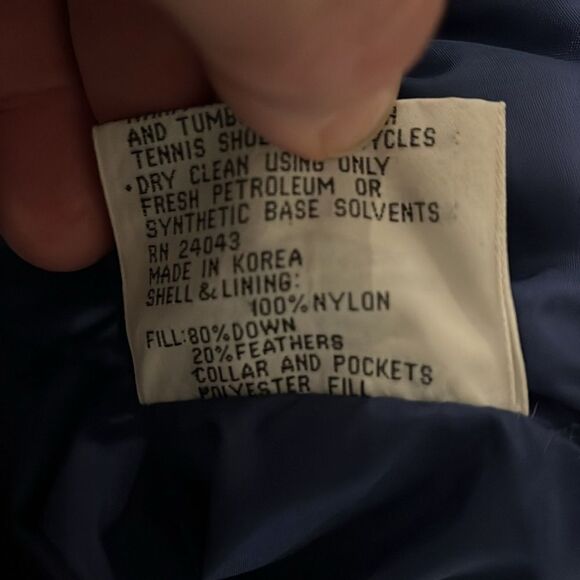 AND TUMB
TENNIS SHOE CYCLES
•DRY CLEAN USING ONLY
FRESH PETROLEUM OR
SYNTHETIC BASE SOLVENTS
RN 24043
MADE IN KOREA
SHELL & LINING:
100% NYLON
FILL:80% DOWN
20% FEATHERS
COLLAR AND POCKETS
POLYESTER FILL